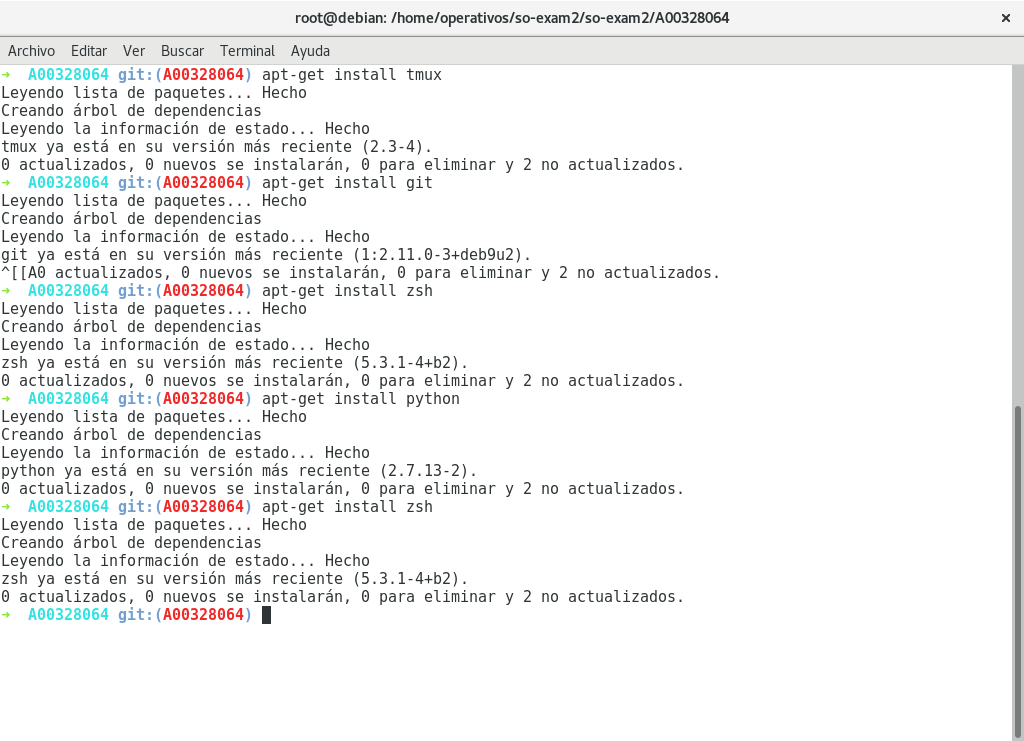 root@debian: /home/operativos/so-exam2/so-exam2/A00328064 ×
Archivo Editar Ver Buscar Terminal Ayuda
➜  A00328064 git:(A00328064) apt-get install tmux
Leyendo lista de paquetes... Hecho
Creando árbol de dependencias
Leyendo la información de estado... Hecho
tmux ya está en su versión más reciente (2.3-4).
0 actualizados, 0 nuevos se instalarán, 0 para eliminar y 2 no actualizados.
➜  A00328064 git:(A00328064) apt-get install git
Leyendo lista de paquetes... Hecho
Creando árbol de dependencias
Leyendo la información de estado... Hecho
git ya está en su versión más reciente (1:2.11.0-3+deb9u2).
^[[A0 actualizados, 0 nuevos se instalarán, 0 para eliminar y 2 no actualizados.
➜  A00328064 git:(A00328064) apt-get install zsh
Leyendo lista de paquetes... Hecho
Creando árbol de dependencias
Leyendo la información de estado... Hecho
zsh ya está en su versión más reciente (5.3.1-4+b2).
0 actualizados, 0 nuevos se instalarán, 0 para eliminar y 2 no actualizados.
➜  A00328064 git:(A00328064) apt-get install python
Leyendo lista de paquetes... Hecho
Creando árbol de dependencias
Leyendo la información de estado... Hecho
python ya está en su versión más reciente (2.7.13-2).
0 actualizados, 0 nuevos se instalarán, 0 para eliminar y 2 no actualizados.
➜  A00328064 git:(A00328064) apt-get install zsh
Leyendo lista de paquetes... Hecho
Creando árbol de dependencias
Leyendo la información de estado... Hecho
zsh ya está en su versión más reciente (5.3.1-4+b2).
0 actualizados, 0 nuevos se instalarán, 0 para eliminar y 2 no actualizados.
➜  A00328064 git:(A00328064)